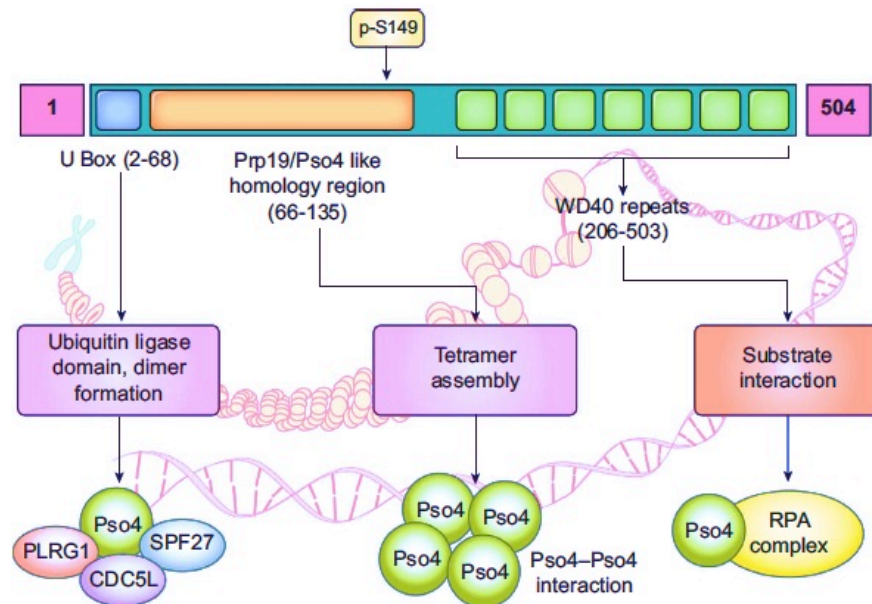 p-S149
1
504
U Box (2-68)
Prp19/Pso4 like
homology region
(66-135)
WD40 repeats
(206-503)
Ubiquitin ligase
domain, dimer
formation
Tetramer
assembly
Substrate
interaction
Pso4
PLRG1
SPF27
CDC5L
Pso4
Pso4
Pso4
Pso4
Pso4–Pso4
interaction
Pso4
RPA
complex